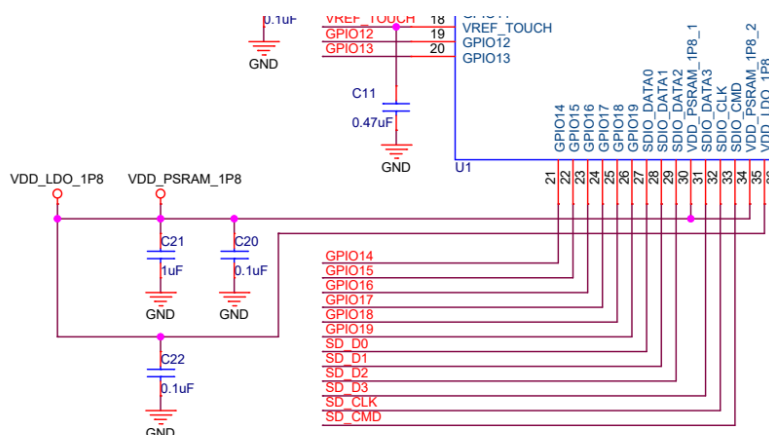 0.1uF
GND
VREF_TOUCH 18 VREF_TOUCH
GPIO12 19 GPIO12
GPIO13 20 GPIO13
C11
0.47uF
GND
GPIO14
GPIO15
GPIO16
GPIO17
GPIO18
GPIO19
SDIO_DATA0
SDIO_DATA1
SDIO_DATA2
VDD_PSRAM_1P8_1
SDIO_DATA3
SDIO_CLK
SDIO_CMD
VDD_PSRAM_1P8_2
VDD_LDO_1P8
U1
21 22 23 24 25 26 27 28 29 30 31 32 33 34 35
VDD_LDO_1P8 VDD_PSRAM_1P8
C21 C20
1uF 0.1uF
GND GND
C22
0.1uF
GND
GPIO14
GPIO15
GPIO16
GPIO17
GPIO18
GPIO19
SD_D0
SD_D1
SD_D2
SD_D3
SD_CLK
SD_CMD